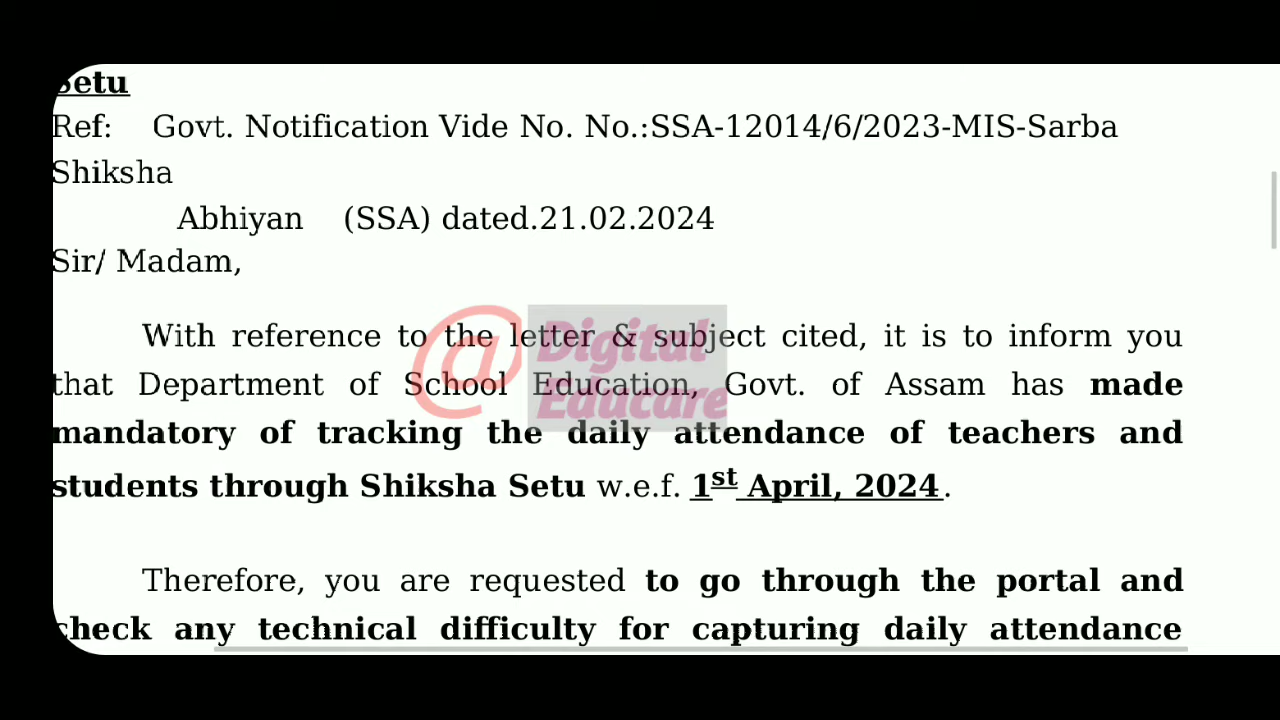 Setu
Ref: Govt. Notification Vide No. No.:SSA-12014/6/2023-MIS-Sarba
Shiksha
Abhiyan (SSA) dated.21.02.2024
Sir/ Madam,
With reference to the letter & subject cited, it is to inform you
that Department of School Education, Govt. of Assam has made
mandatory of tracking the daily attendance of teachers and
students through Shiksha Setu w.e.f. 1st April, 2024.
Therefore, you are requested to go through the portal and
check any technical difficulty for capturing daily attendance
@ Digital
Educare